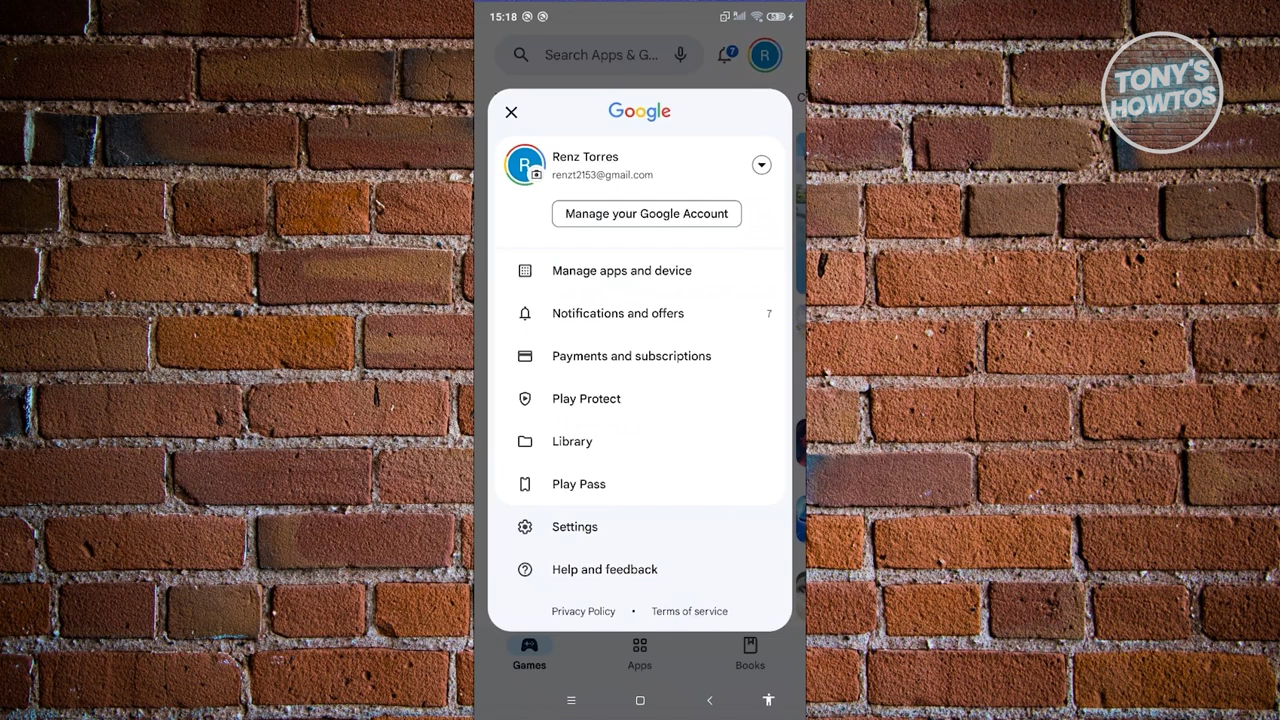 15:18
Search Apps & G...
7
R
TONY'S
HOWTOS
Google
R
Renz Torres
renzt2153@gmail.com
Manage your Google Account
Manage apps and device
Notifications and offers 7
Payments and subscriptions
Play Protect
Library
Play Pass
Settings
Help and feedback
Privacy Policy • Terms of service
Games Apps Books